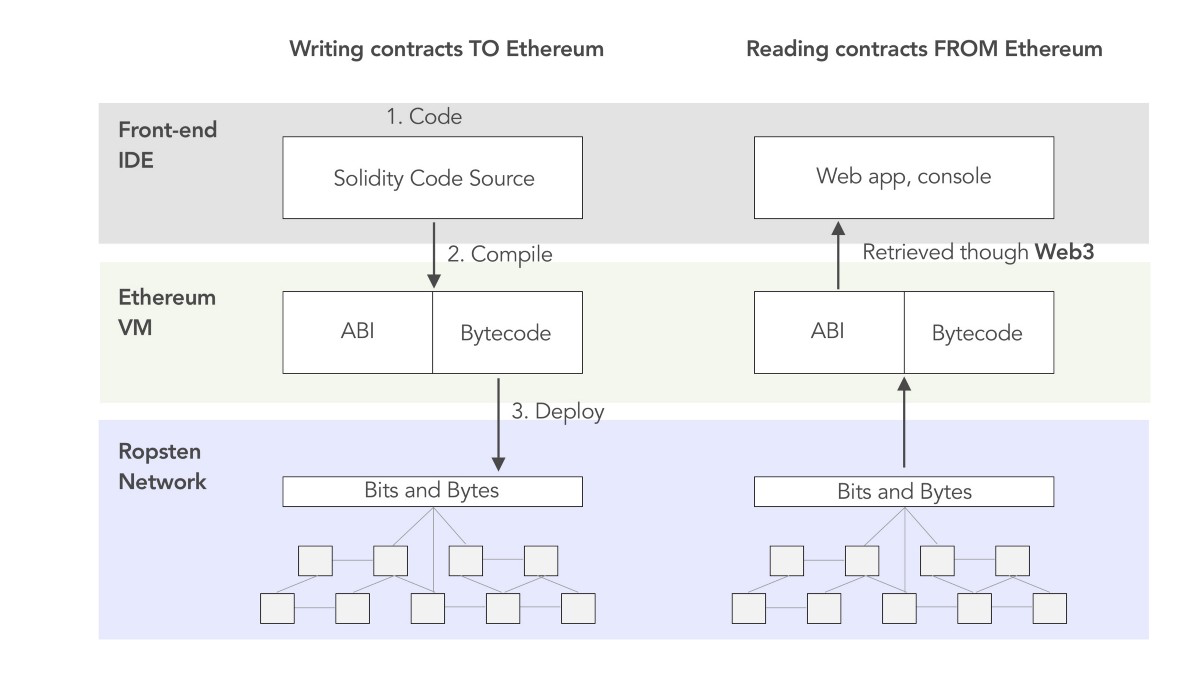 Writing contracts TO Ethereum
Reading contracts FROM Ethereum
Front-end
IDE
1. Code
Solidity Code Source
Web app, console
2. Compile
Retrieved though Web3
Ethereum
VM
ABI
Bytecode
ABI
Bytecode
3. Deploy
Ropsten
Network
Bits and Bytes
Bits and Bytes